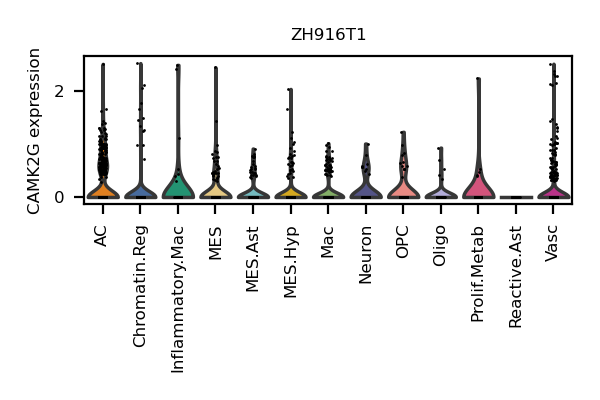 ZH916T1
CAMK2G expression
2
0
AC
Chromatin.Reg
Inflammatory.Mac
MES
MES.Ast
MES.Hyp
Mac
Neuron
OPC
Oligo
Prolif.Metab
Reactive.Ast
Vasc